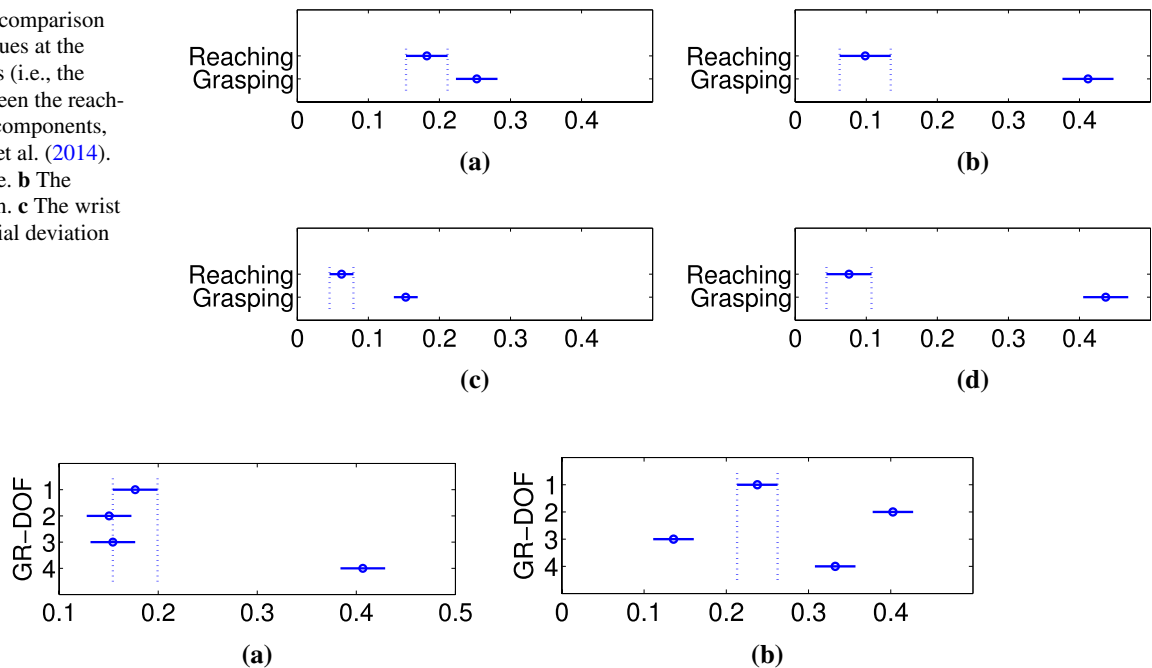 comparison
ues at the
s (i.e., the
een the reach-
components,
et al. (2014).
e. b The
n. c The wrist
ial deviation
Reaching
Grasping
0 0.1 0.2 0.3 0.4
(a)
Reaching
Grasping
0 0.1 0.2 0.3 0.4
(b)
Reaching
Grasping
0 0.1 0.2 0.3 0.4
(c)
Reaching
Grasping
0 0.1 0.2 0.3 0.4
(d)
GR-DOF
1
2
3
4
0.1 0.2 0.3 0.4 0.5
(a)
GR-DOF
1
2
3
4
0 0.1 0.2 0.3 0.4
(b)